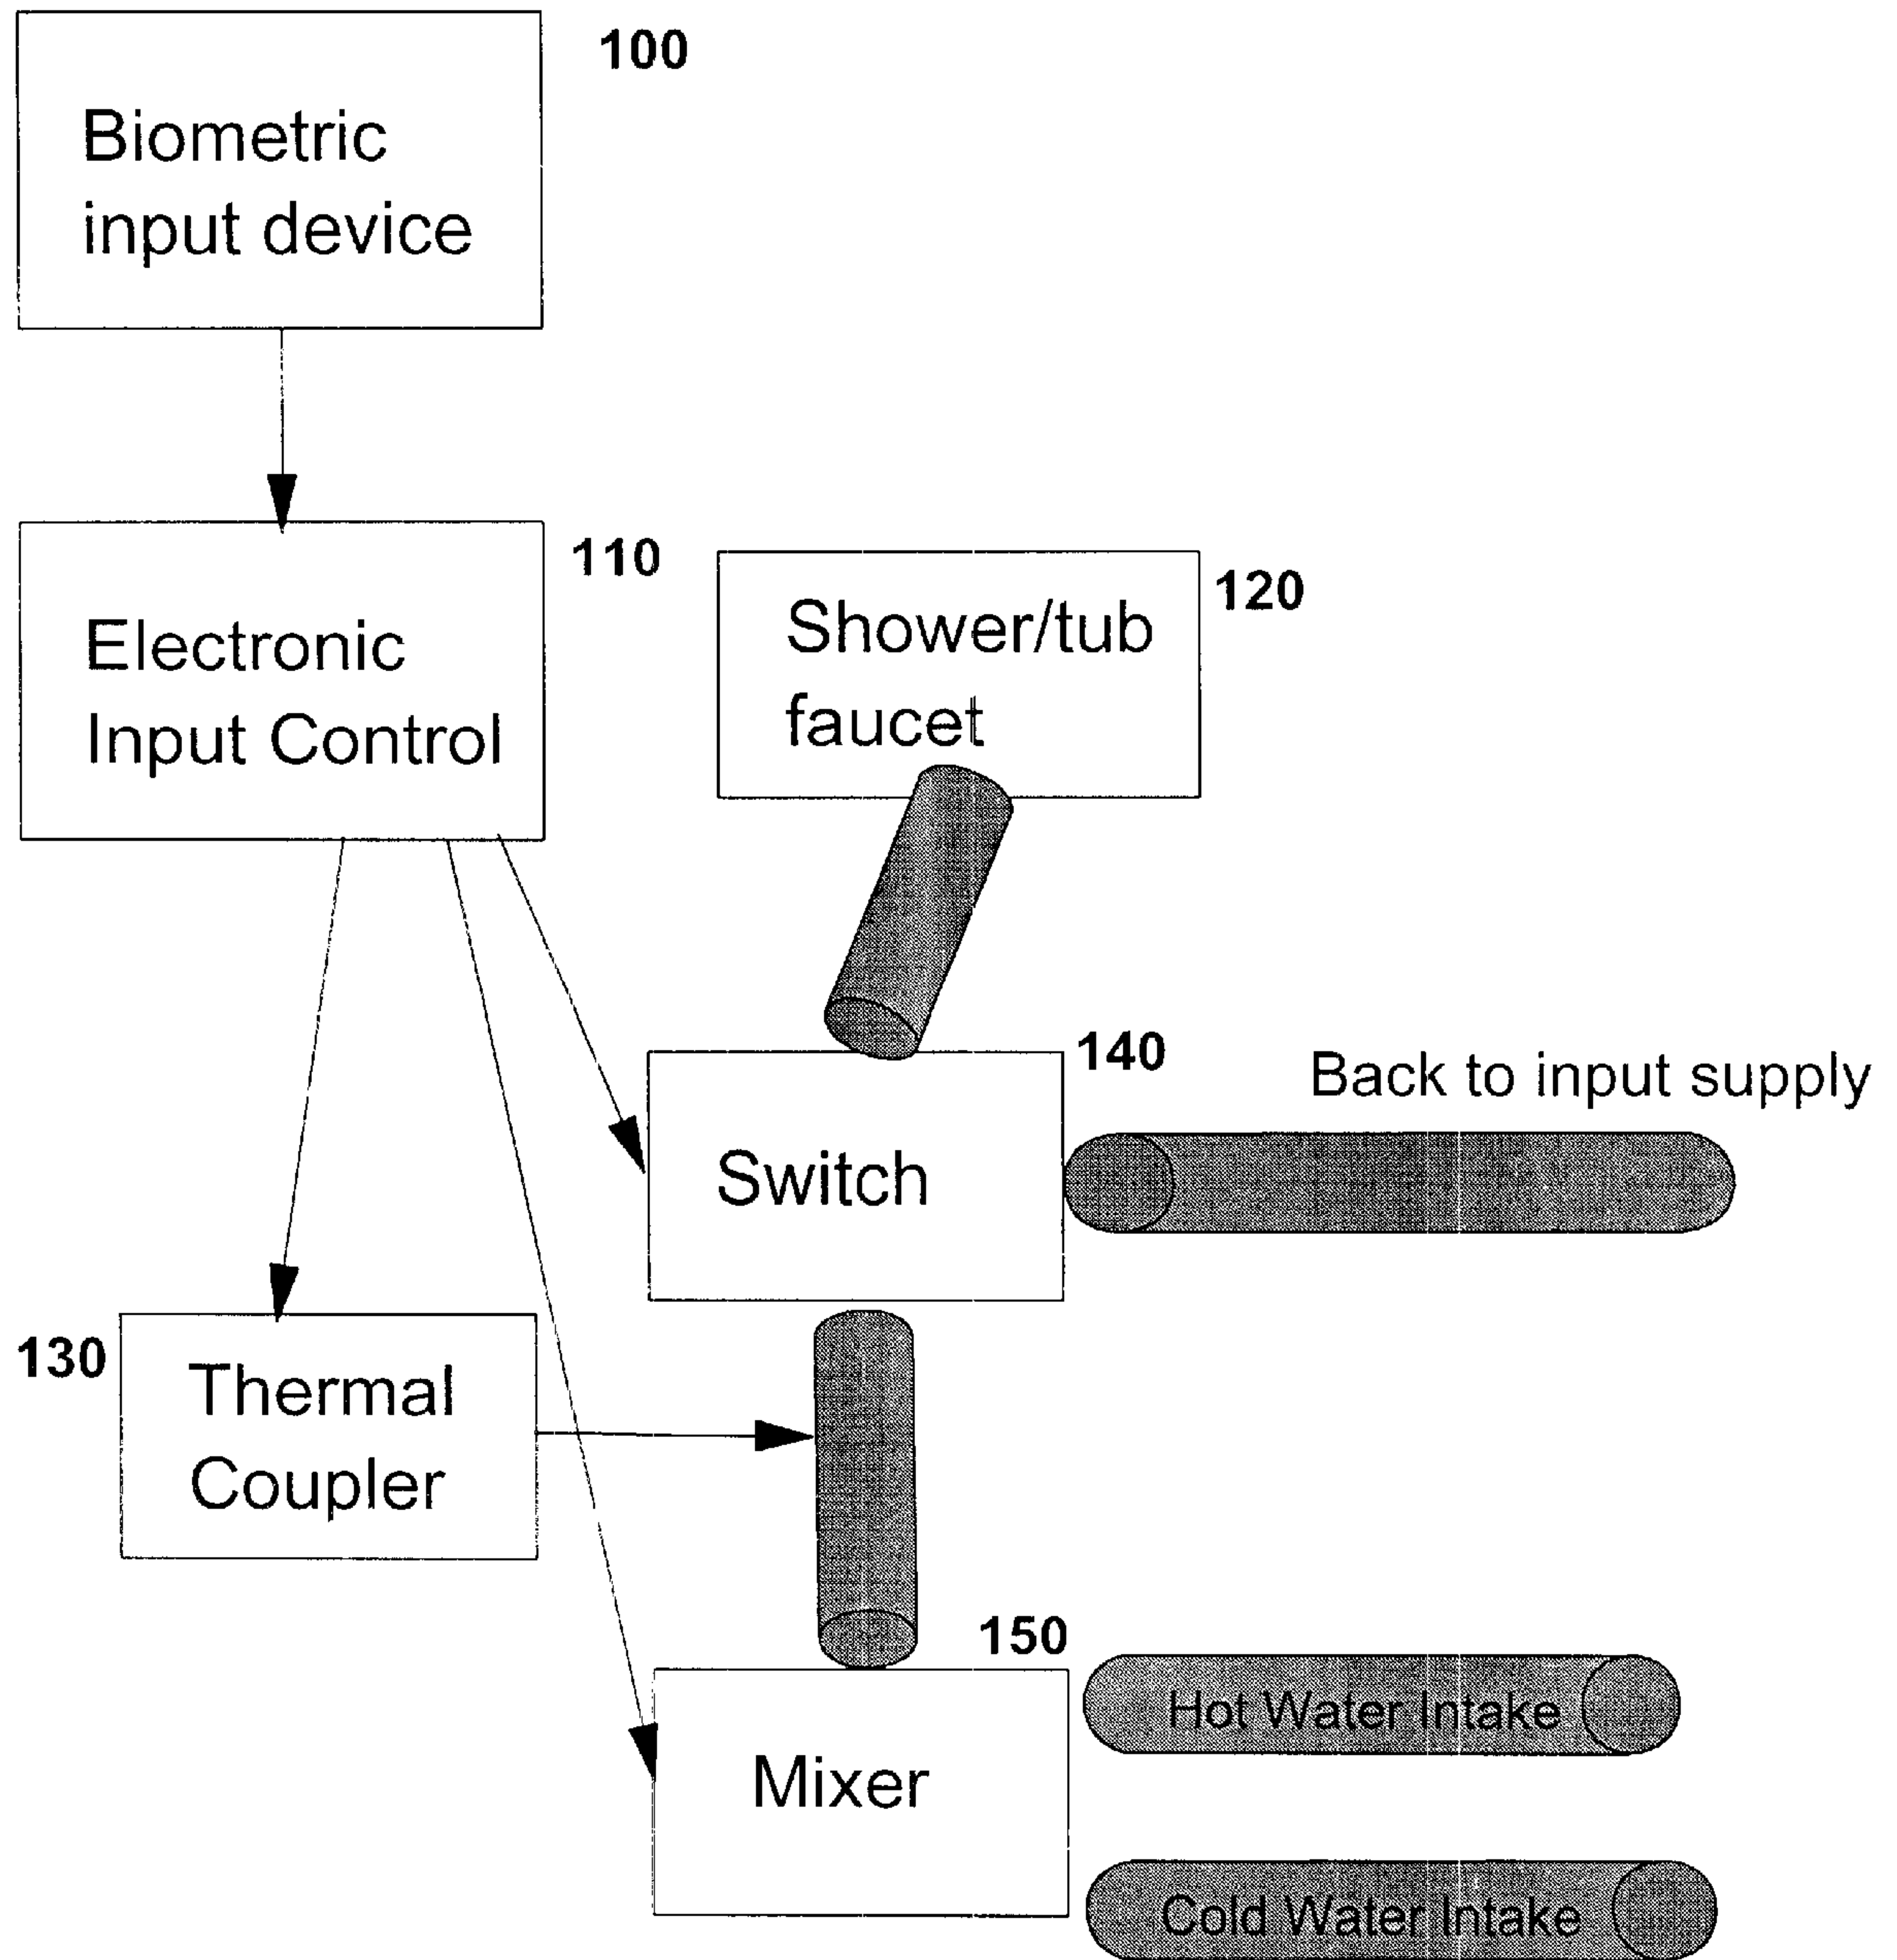 100
Biometric
input device
110
Electronic
Input Control
120
Shower/tub
faucet
140
Back to input supply
Switch
130
Thermal
Coupler
150
Hot Water Intake
Mixer
Cold Water Intake